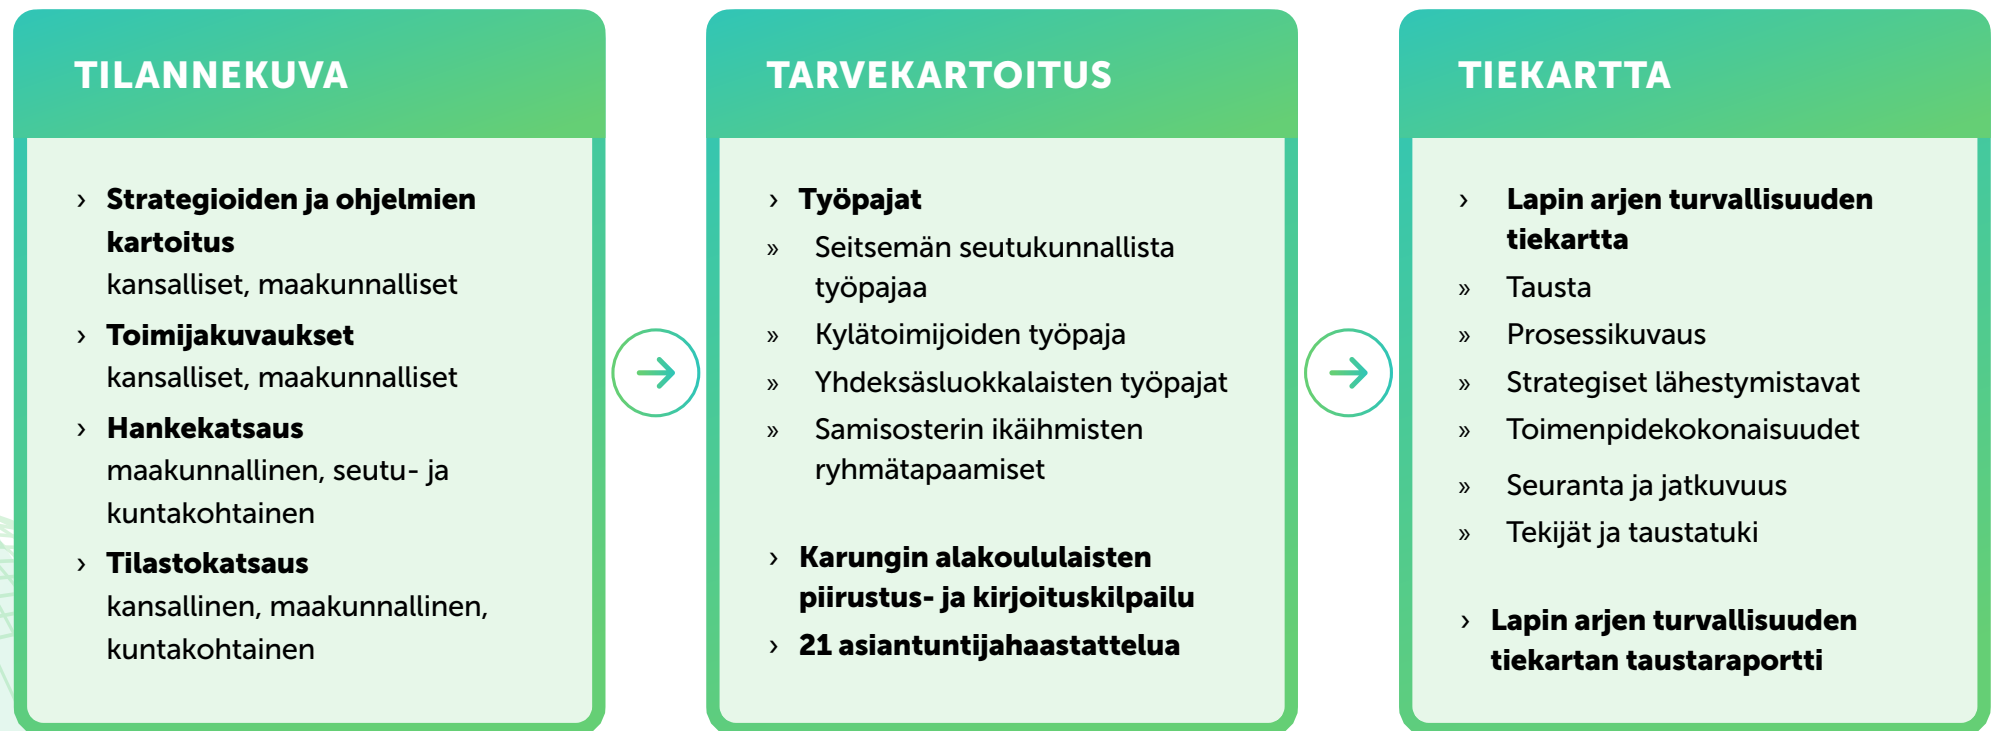 TILANNEKUVA
› Strategioiden ja ohjelmien
kartoitus
kansalliset, maakunnalliset
› Toimijakuvaukset
kansalliset, maakunnalliset
› Hankekatsaus
maakunnallinen, seutu- ja
kuntakohtainen
› Tilastokatsaus
kansallinen, maakunnallinen,
kuntakohtainen
TARVEKARTOITUS
› Työpajat
» Seitsemän seutukunnallista
työpajaa
» Kylätoimijoiden työpaja
» Yhdeksäsluokkalaisten työpajat
» Samisosterin ikäihmisten
ryhmätapaamiset
› Karungin alakoululaisten
piirustus- ja kirjoituskilpailu
› 21 asiantuntijahaastattelua
TIEKARTTA
› Lapin arjen turvallisuuden
tiekartta
» Tausta
» Prosessikuvaus
» Strategiset lähestymistavat
» Toimenpidekokonaisuudet
» Seuranta ja jatkuvuus
» Tekijät ja taustatuki
› Lapin arjen turvallisuuden
tiekartan taustaraportti